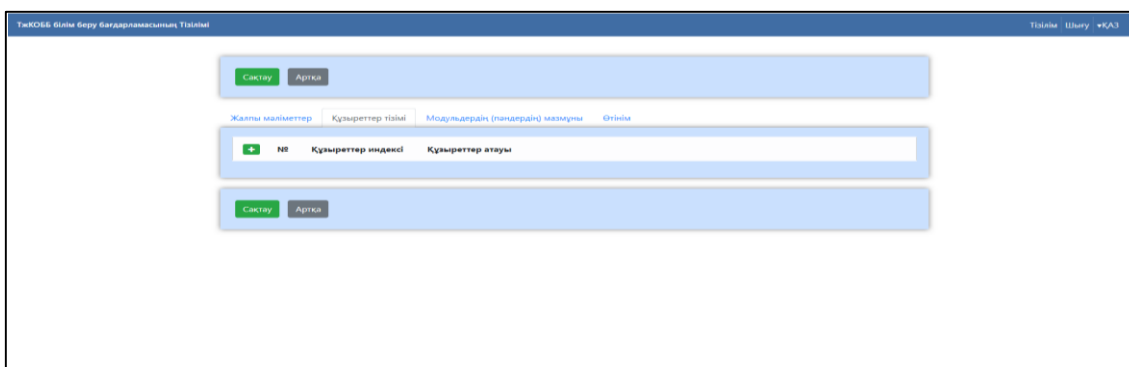 ТжКОББ білім беру бағдарламасының Тізілімі
Тізілім Шығу ▾ҚАЗ
Сақтау Артқа
Жалпы мәліметтер Құзыреттер тізімі Модульдердің (пәндердің) мазмұны Өтінім
+ № Құзыреттер индексі Құзыреттер атауы
Сақтау Артқа